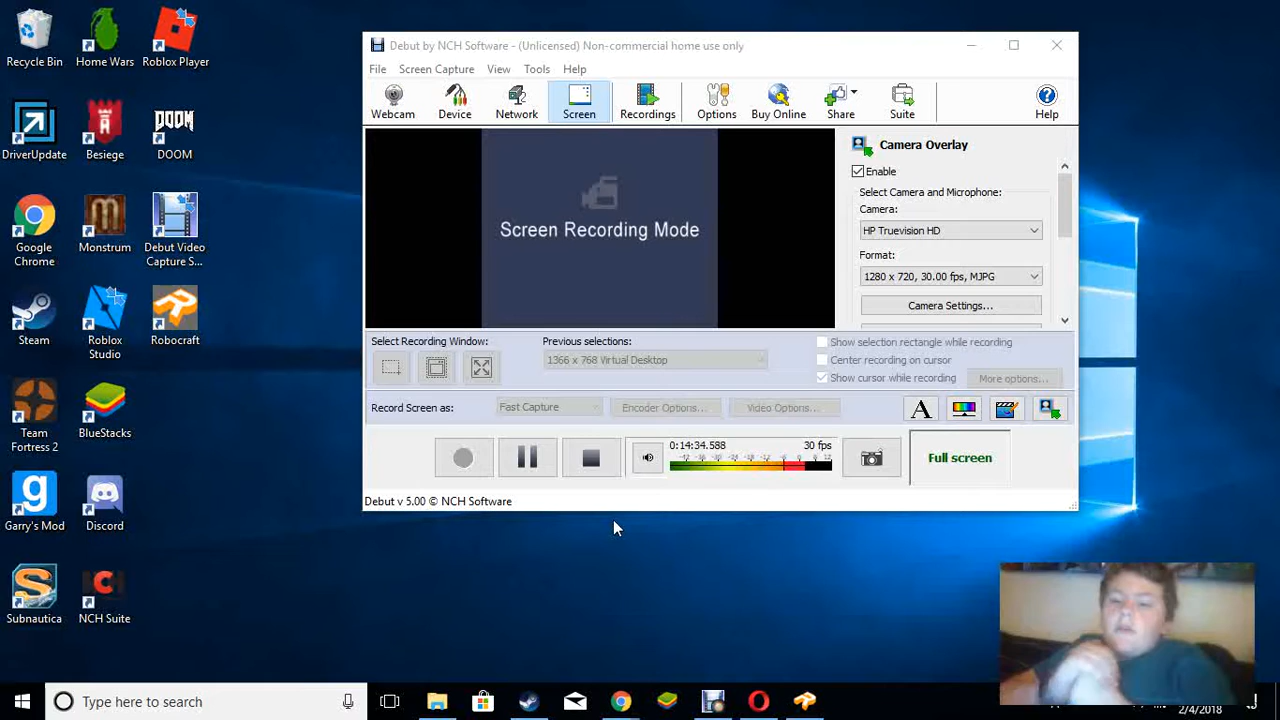 Recycle Bin
Home Wars
Roblox Player
DriverUpdate
Besiege
DOOM
Google Chrome
Monstrum
Debut Video Capture S...
Steam
Roblox Studio
Robocraft
Team Fortress 2
BlueStacks
Garry's Mod
Discord
Subnautica
NCH Suite
Debut by NCH Software - (Unlicensed) Non-commercial home use only
File Screen Capture View Tools Help
Webcam Device Network Screen Recordings Options Buy Online Share Suite Help
Screen Recording Mode
Camera Overlay
Enable
Select Camera and Microphone:
Camera:
HP Truevision HD
Format:
1280 x 720, 30.00 fps, MJPG
Camera Settings...
Select Recording Window:
Previous selections:
1366 x 768 Virtual Desktop
Show selection rectangle while recording
Center recording on cursor
Show cursor while recording
More options...
Record Screen as:
Fast Capture
Encoder Options...
Video Options...
A
0:14:34.588
30 fps
Full screen
Debut v 5.00 © NCH Software
Type here to search
2/4/2018